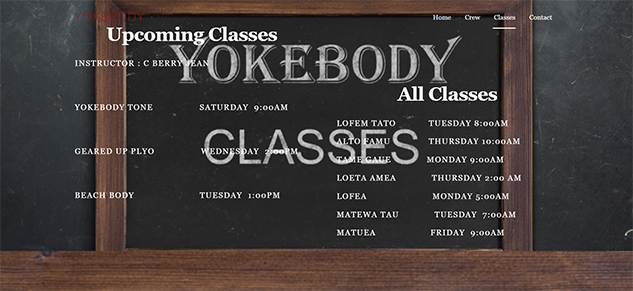 YOKEBODY
Home Crew Classes Contact
Upcoming Classes
YOKEBODY
INSTRUCTOR : C BERRY JEAN
All Classes
YOKEBODY TONE SATURDAY 9:00AM
LOFEM TATO TUESDAY 8:00AM
CLASSES
ALTO FAMU THURSDAY 10:00AM
GEARED UP PLYO WEDNESDAY 2:00PM
TAME GAUE MONDAY 9:00AM
LOETA AMEA THURSDAY 2:00 AM
BEACH BODY TUESDAY 1:00PM
LOFEA MONDAY 5:00AM
MATEWA TAU TUESDAY 7:00AM
MATUEA FRIDAY 9:00AM